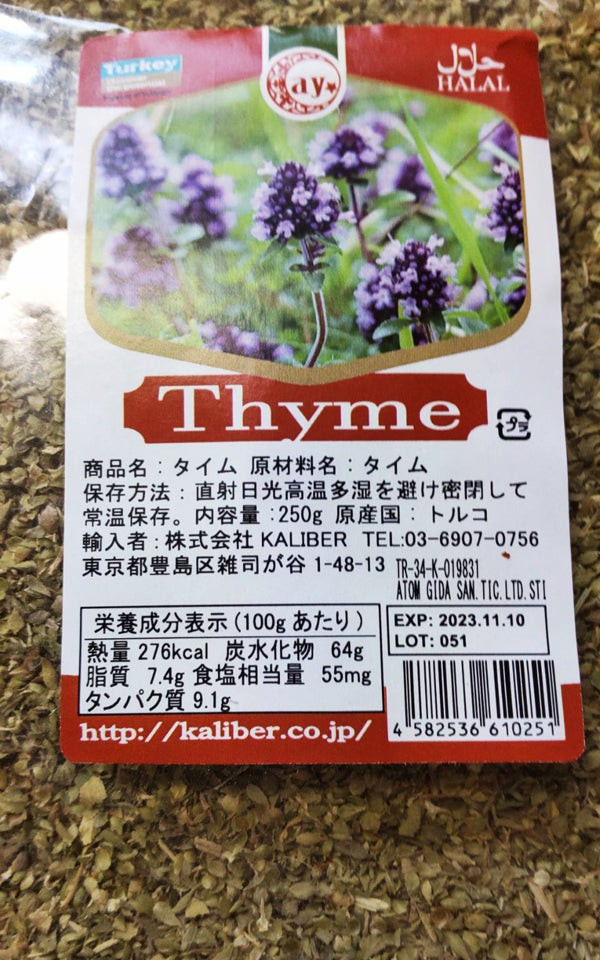 Turkey
ay
حلال
HALAL
Thyme
プラ
商品名：タイム 原材料名：タイム
保存方法：直射日光高温多湿を避け密閉して
常温保存。内容量：250g 原産国：トルコ
輸入者：株式会社 KALIBER TEL:03-6907-0756
東京都豊島区雑司が谷 1-48-13
TR-34-K-019831
ATOM GIDA SAN.TIC.LTD.STI
栄養成分表示（100g あたり）
熱量 276kcal 炭水化物 64g
脂質 7.4g 食塩相当量 55mg
タンパク質 9.1g
EXP: 2023.11.10
LOT: 051
4 582536 610251
http://kaliber.co.jp/